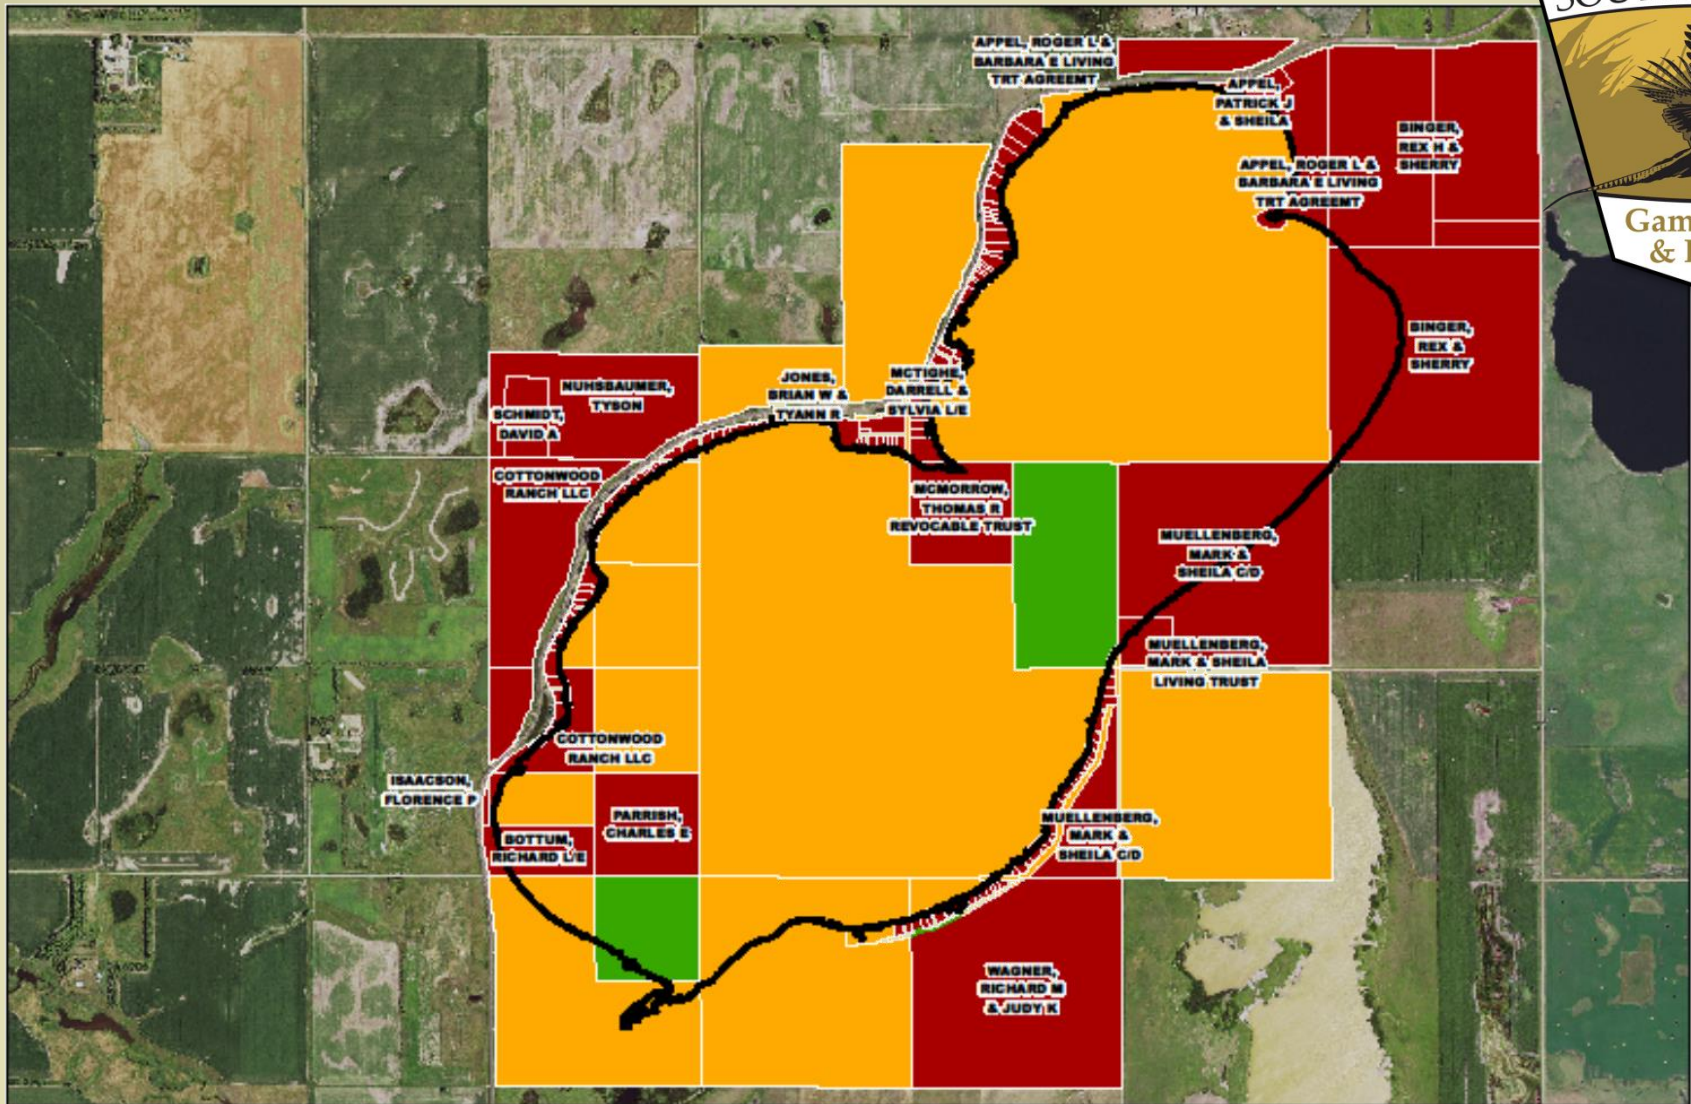 SOUT
Gam
& P
APPEL, ROGER L &
BARBARA E LIVING
TRT AGREEMT
APPEL,
PATRICK J
& SHEILA
BINGER,
REX H &
SHERRY
APPEL, ROGER L &
BARBARA E LIVING
TRT AGREEMT
BINGER,
REX &
SHERRY
NUHSBAUMER,
TYSON
JONES,
BRIAN W &
TYANN R
MCTIGHE,
DARRELL &
SYLVIA L/E
SCHMIDT,
DAVID A
COTTONWOOD
RANCH LLC
MCMORROW,
THOMAS R
REVOCABLE TRUST
MUELLENBERG,
MARK &
SHEILA C/D
MUELLENBERG,
MARK & SHEILA
LIVING TRUST
COTTONWOOD
RANCH LLC
ISAACSON,
FLORENCE P
PARRISH,
CHARLES E
MUELLENBERG,
MARK &
SHEILA C/D
BOTTUM,
RICHARD L/E
WAGNER,
RICHARD M
& JUDY K